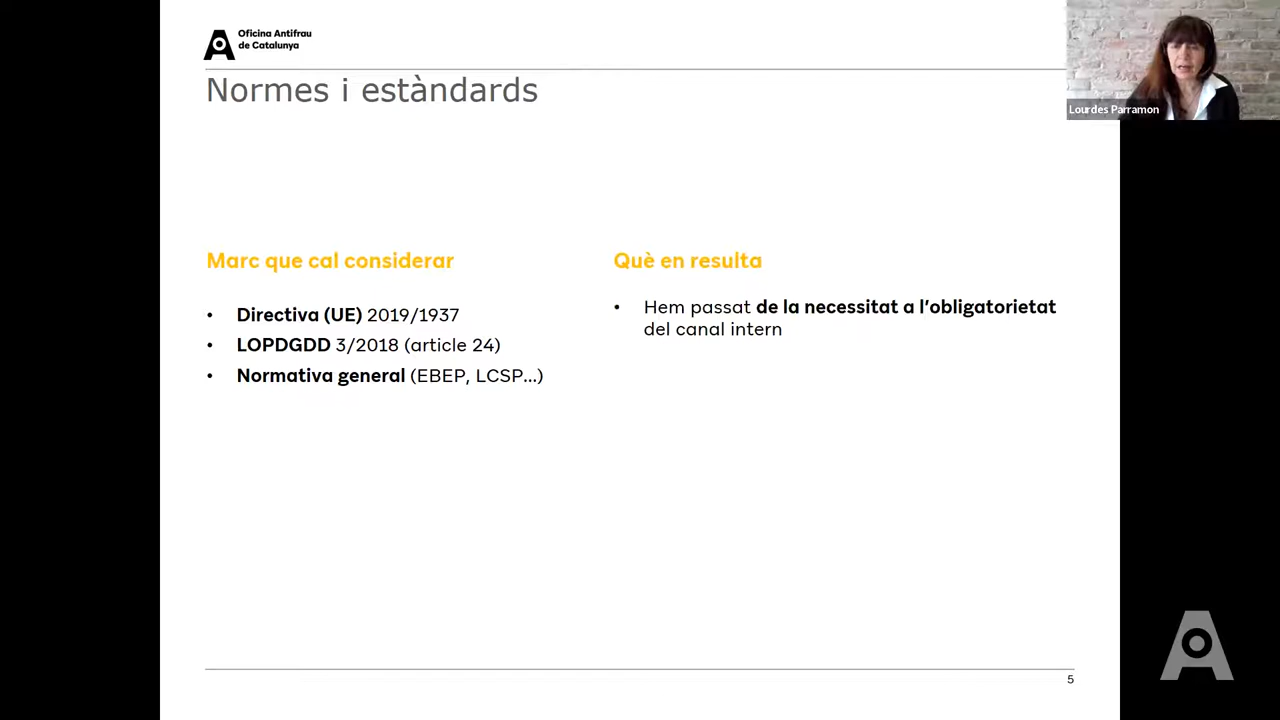 Oficina Antifrau
de Catalunya
Normes i estàndards
Lourdes Parramon
Marc que cal considerar
• Directiva (UE) 2019/1937
• LOPDGDD 3/2018 (article 24)
• Normativa general (EBEP, LCSP...)
Què en resulta
• Hem passat de la necessitat a l'obligatorietat
del canal intern
5